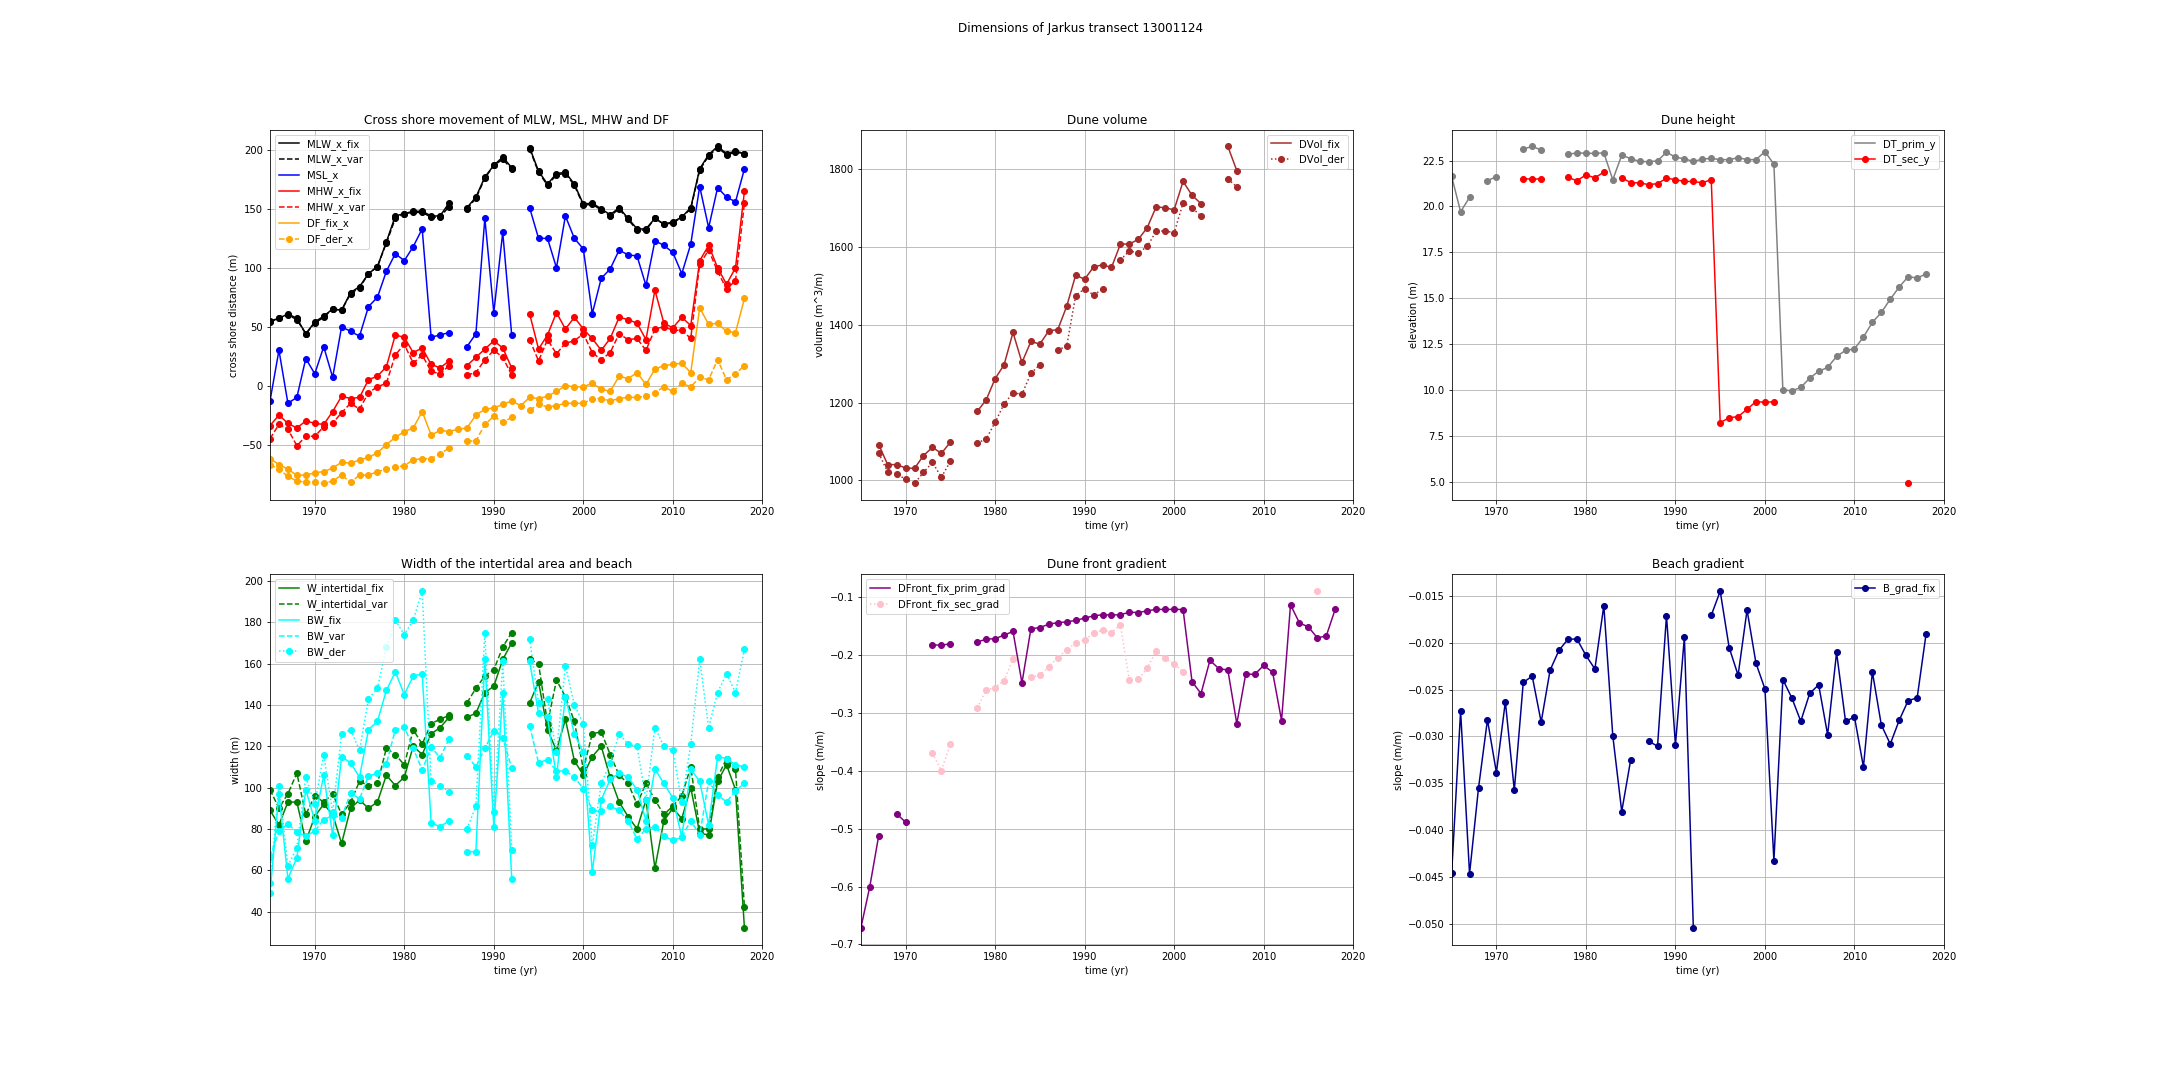 Dimensions of Jarkus transect 13001124
Cross shore movement of MLW, MSL, MHW and DF
cross shore distance (m)
200
150
100
50
0
−50
MLW_x_fix
MLW_x_var
MSL_x
MHW_x_fix
MHW_x_var
DF_fix_x
DF_der_x
1970 1980 1990 2000 2010 2020
time (yr)
Dune volume
volume (m^3/m)
1800
1600
1400
1200
1000
DVol_fix
DVol_der
1970 1980 1990 2000 2010 2020
time (yr)
Dune height
elevation (m)
22.5
20.0
17.5
15.0
12.5
10.0
7.5
5.0
DT_prim_y
DT_sec_y
1970 1980 1990 2000 2010 2020
time (yr)
Width of the intertidal area and beach
width (m)
200
180
160
140
120
100
80
60
40
W_intertidal_fix
W_intertidal_var
BW_fix
BW_var
BW_der
1970 1980 1990 2000 2010 2020
time (yr)
Dune front gradient
slope (m/m)
−0.1
−0.2
−0.3
−0.4
−0.5
−0.6
−0.7
DFront_fix_prim_grad
DFront_fix_sec_grad
1970 1980 1990 2000 2010 2020
time (yr)
Beach gradient
slope (m/m)
−0.015
−0.020
−0.025
−0.030
−0.035
−0.040
−0.045
−0.050
B_grad_fix
1970 1980 1990 2000 2010 2020
time (yr)